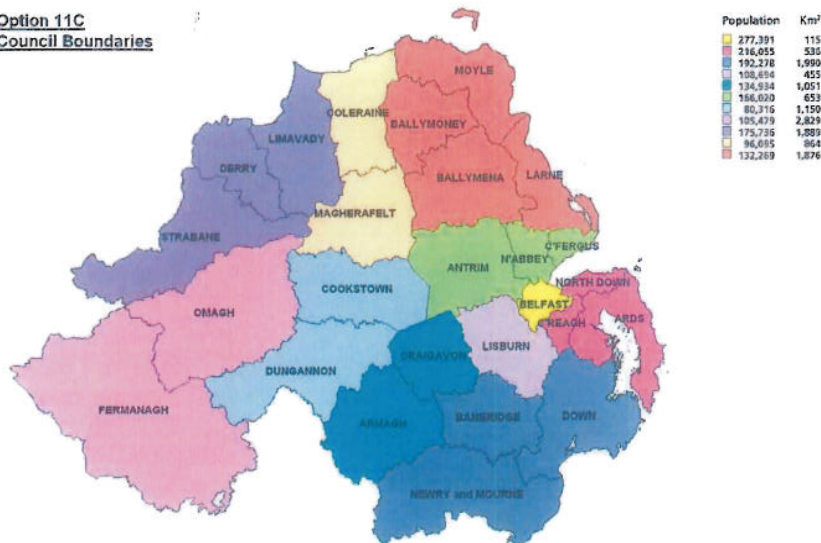 Option 11C
Council Boundaries
Population Km²
277,391 115
216,055 536
192,278 1,990
108,694 455
134,934 1,051
166,020 653
80,316 1,150
105,479 2,829
175,736 1,889
96,095 864
132,269 1,876
MOYLE
COLERAINE
LIMAVADY
BALLYMONEY
DERRY
BALLYMENA
LARNE
MAGHERAFELT
STRABANE
C'FERGUS
N'ABBEY
ANTRIM
NORTH DOWN
COOKSTOWN
BELFAST
OMAGH
ARDS
C'REAGH
LISBURN
CRAIGAVON
DUNGANNON
FERMANAGH
ARMAGH
BANBRIDGE
DOWN
NEWRY and MOURNE